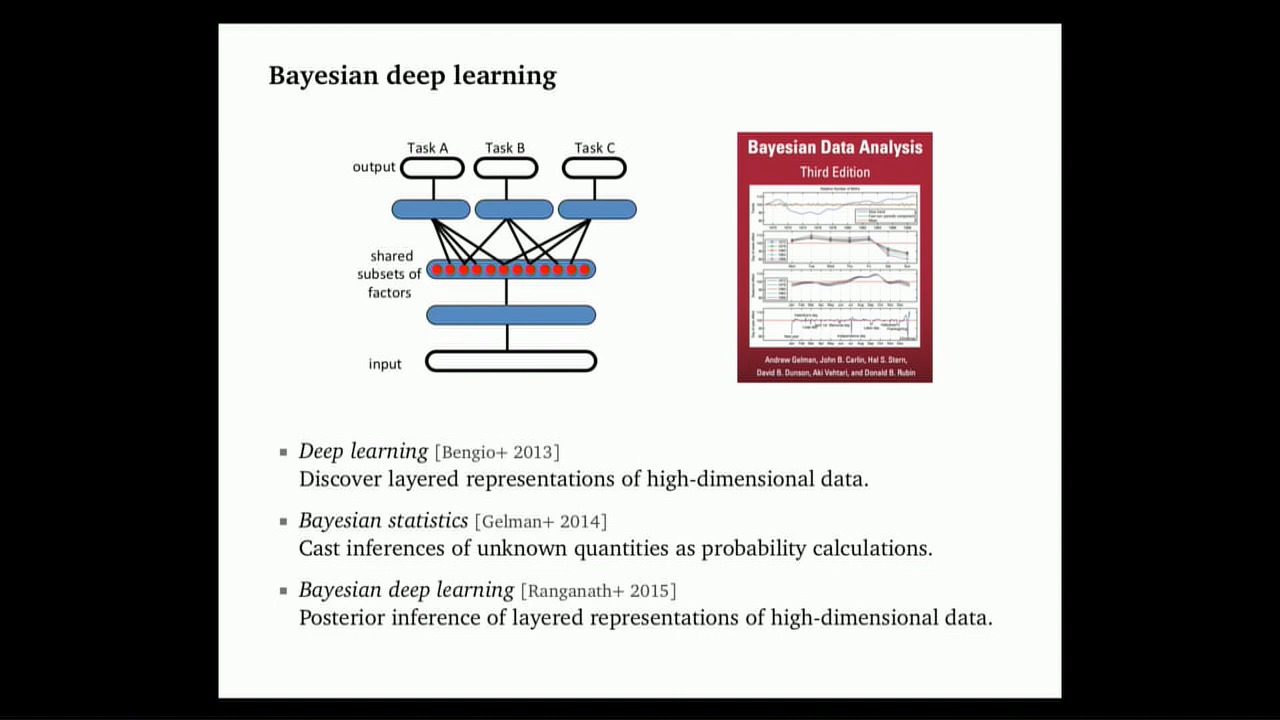 Bayesian deep learning
Task A Task B Task C
output
shared
subsets of
factors
input
Bayesian Data Analysis
Third Edition
Andrew Gelman, John B. Carlin, Hal S. Stern,
David B. Dunson, Aki Vehtari, and Donald B. Rubin
Deep learning [Bengio+ 2013]
Discover layered representations of high-dimensional data.
Bayesian statistics [Gelman+ 2014]
Cast inferences of unknown quantities as probability calculations.
Bayesian deep learning [Ranganath+ 2015]
Posterior inference of layered representations of high-dimensional data.